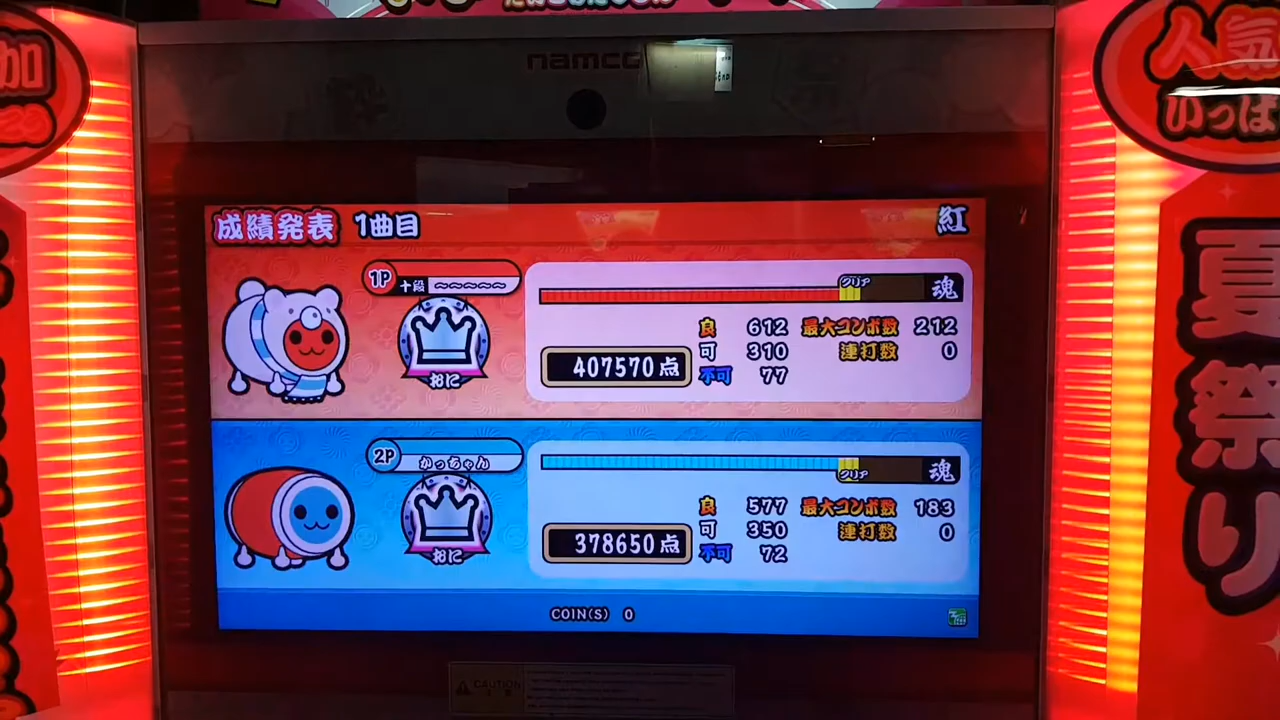 加
namco
人気
いっぱ
夏祭り
成績発表 1曲目
紅
1P
十段 ～～～～～
おに
クリア 魂
407570点
良 612 最大コンボ数 212
可 310 連打数 0
不可 77
2P
かっちゃん
おに
クリア 魂
378650点
良 577 最大コンボ数 183
可 350 連打数 0
不可 72
COIN(S) 0
CAUTION